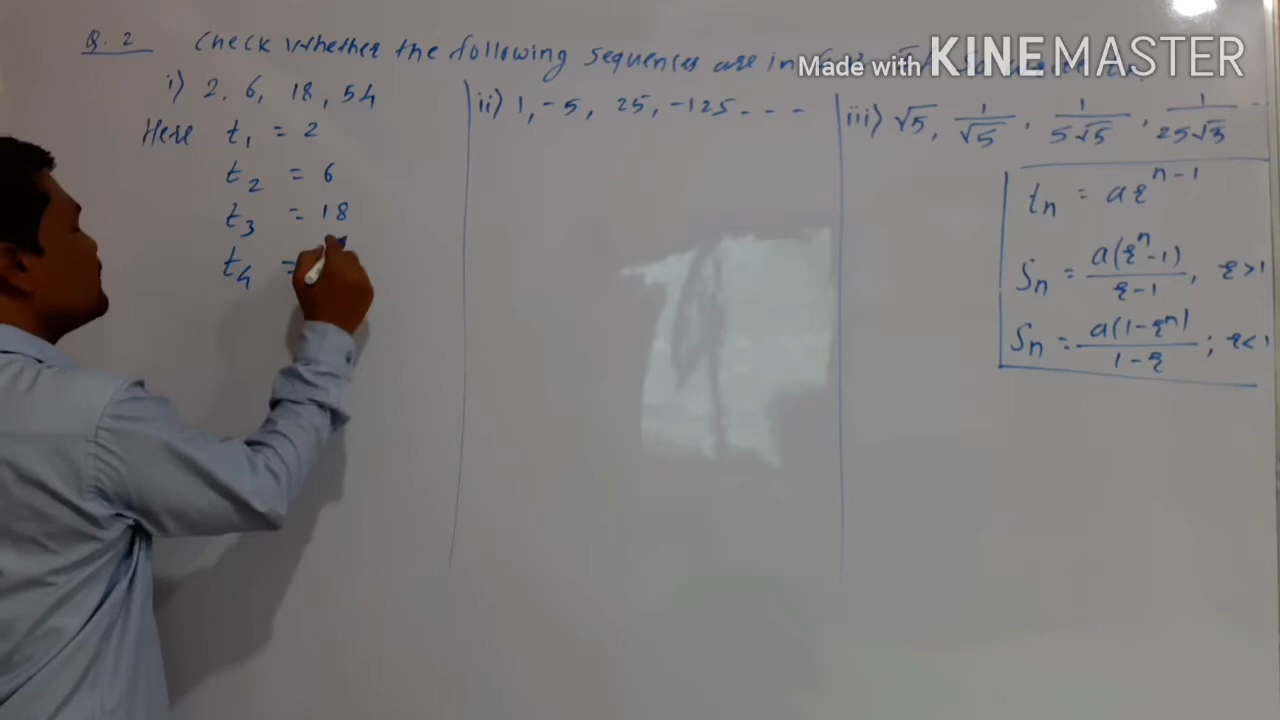 Q. 2 Check Whether the following sequences are in
Made with KINEMASTER
i) 2, 6, 18, 54
Here t₁ = 2
t₂ = 6
t₃ = 18
t₄ =
ii) 1, -5, 25, -125 - - - -
iii) √5, 1/√5, 1/5√5, 1/25√5 --
tₙ = ar^(n-1)
Sₙ = a(rⁿ-1)/r-1, r>1
Sₙ = a(1-rⁿ)/1-r ; r<1